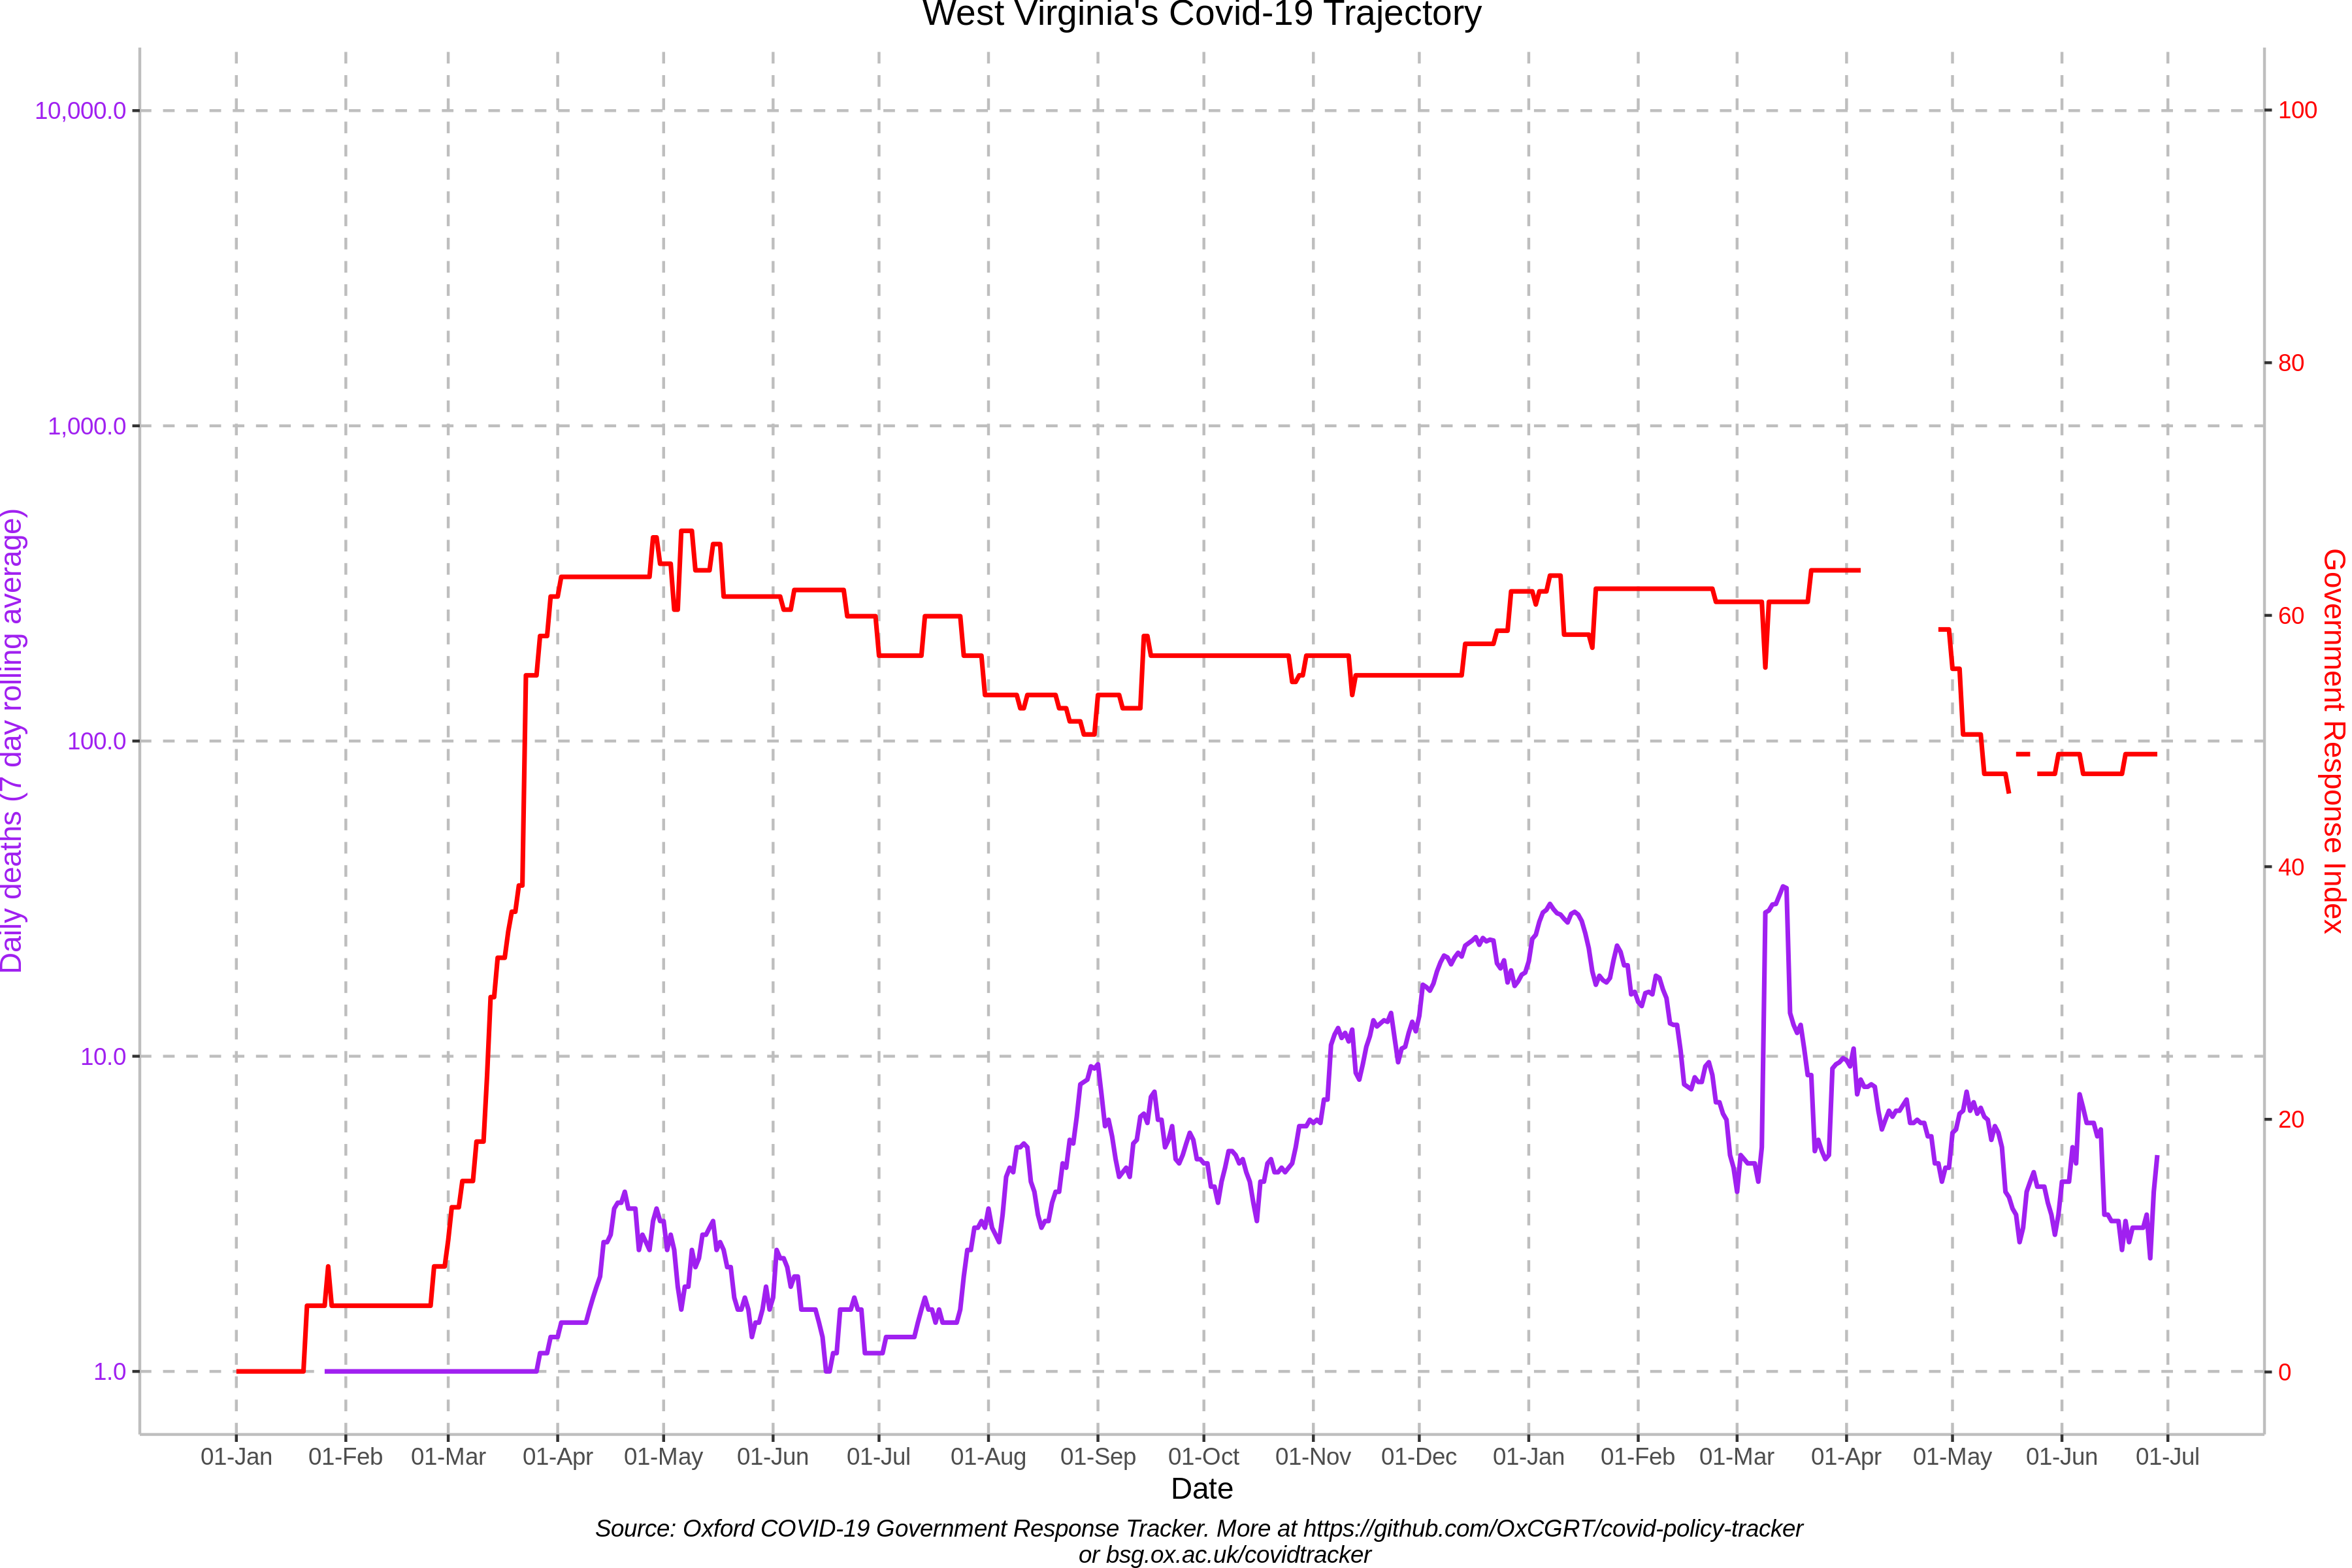 West Virginia's Covid-19 Trajectory
10,000.0
1,000.0
100.0
10.0
1.0
Daily deaths (7 day rolling average)
100
80
60
40
20
0
Government Response Index
01-Jan 01-Feb 01-Mar 01-Apr 01-May 01-Jun 01-Jul 01-Aug 01-Sep 01-Oct 01-Nov 01-Dec 01-Jan 01-Feb 01-Mar 01-Apr 01-May 01-Jun 01-Jul
Date
Source: Oxford COVID-19 Government Response Tracker. More at https://github.com/OxCGRT/covid-policy-tracker
or bsg.ox.ac.uk/covidtracker